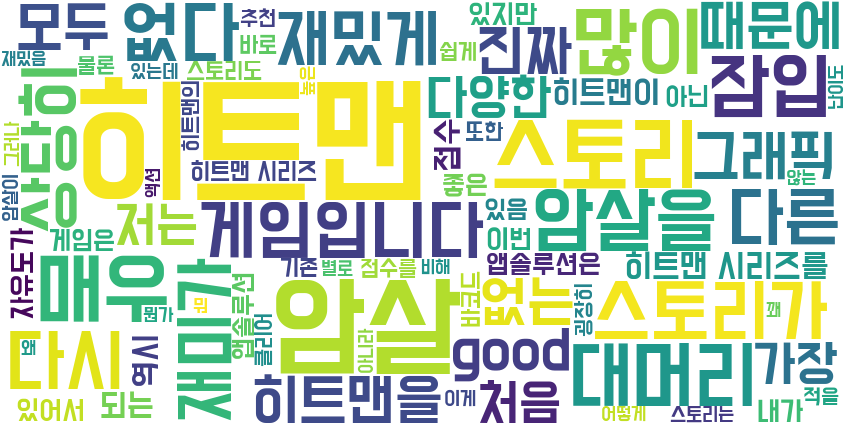 모두
없다
추천
재밌게
있지만
진짜
많이
때문에
재밌음
물론
있는데
바로
스토리도
쉽게
잠입
난이도
상당히
히트맨
히트맨의
높은
다양한
히트맨이
아닌
그러나
액션
히트맨 시리즈
점수
또한
스토리
그래픽
않는
암살이
좋은
저는
게임입니다
있음
암살을
다른
자유도가
게임은
이번
매우
기존
별로
점수를
비해
앱솔루션은
히트맨 시리즈를
뭔가
재미가
앱솔루션
암살
바코드
없는
굉장히
스토리가
꽤
왜
다시
역시
클리어
아니라
good
대머리
가장
있어서
되는
히트맨을
이게
처음
어떻게
스토리는
내가
적을